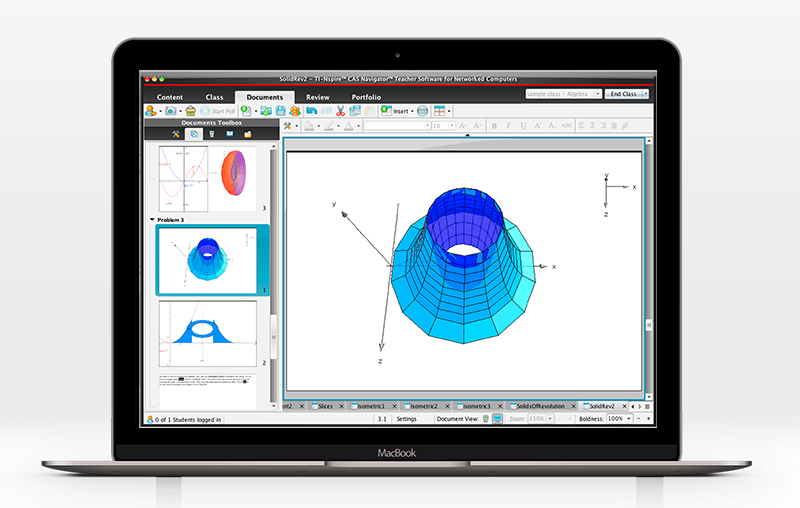 SolidRev2 – TI-Nspire™ CAS Navigator™ Teacher Software for Networked Computers
Content Class Documents Review Portfolio
sample class – Algebra End Class
Start Poll Insert
Documents Toolbox
10 B I U A A ABC
3
Problem 3
1
2
y
x
z
y
x
z
Slices isometric1 isometric2 isometric3 SolidsOfRevolution SolidRev2
0 of 1 Students logged in 3.1 Settings Document View: Zoom: 150% Boldness: 100%
MacBook